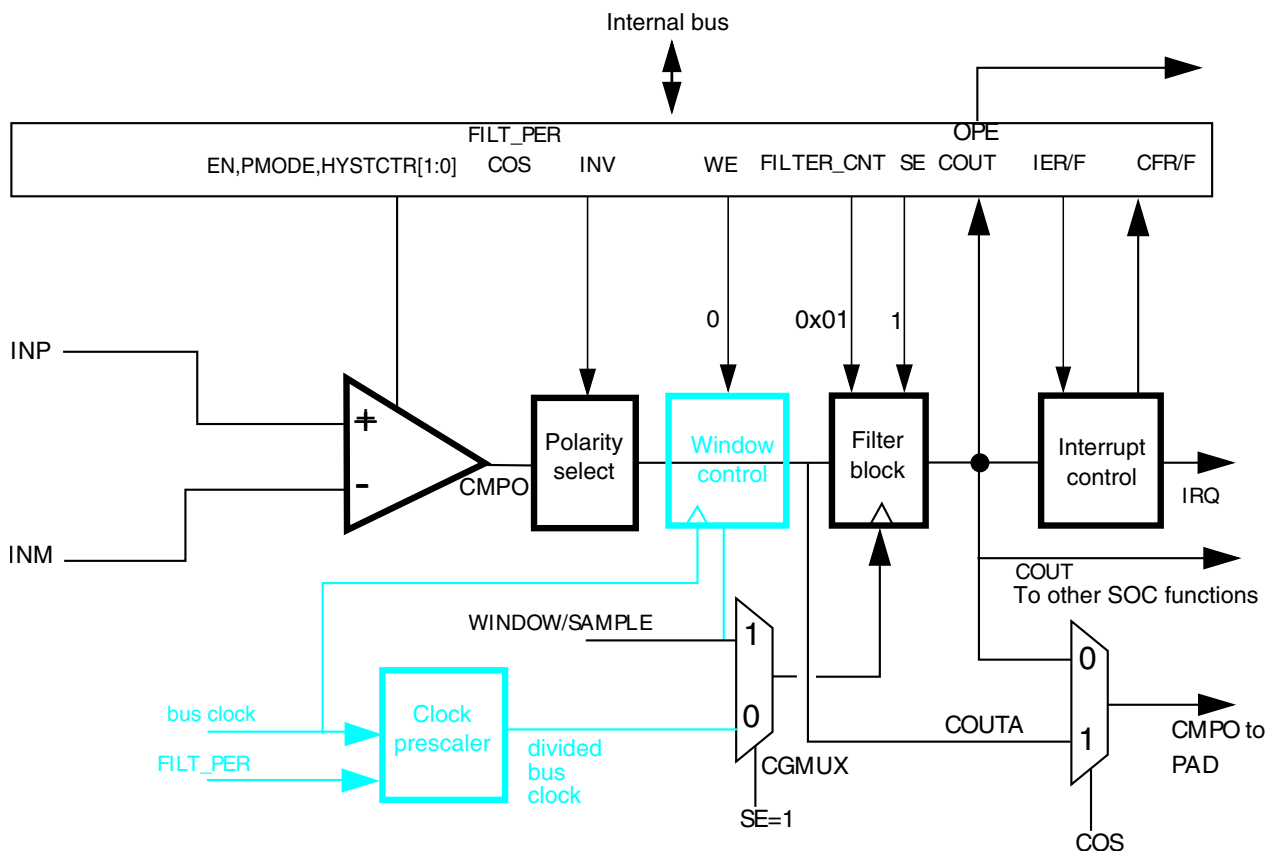 Internal bus
FILT_PER
OPE
EN,PMODE,HYSTCTR[1:0]
COS
INV
WE
FILTER_CNT
SE
COUT
IER/F
CFR/F
0
0x01
1
INP
+
-
INM
CMPO
Polarity
select
Window
control
Filter
block
Interrupt
control
IRQ
COUT
To other SOC functions
WINDOW/SAMPLE
1
0
CGMUX
SE=1
bus clock
FILT_PER
Clock
prescaler
divided
bus
clock
COUTA
0
1
COS
CMPO to
PAD